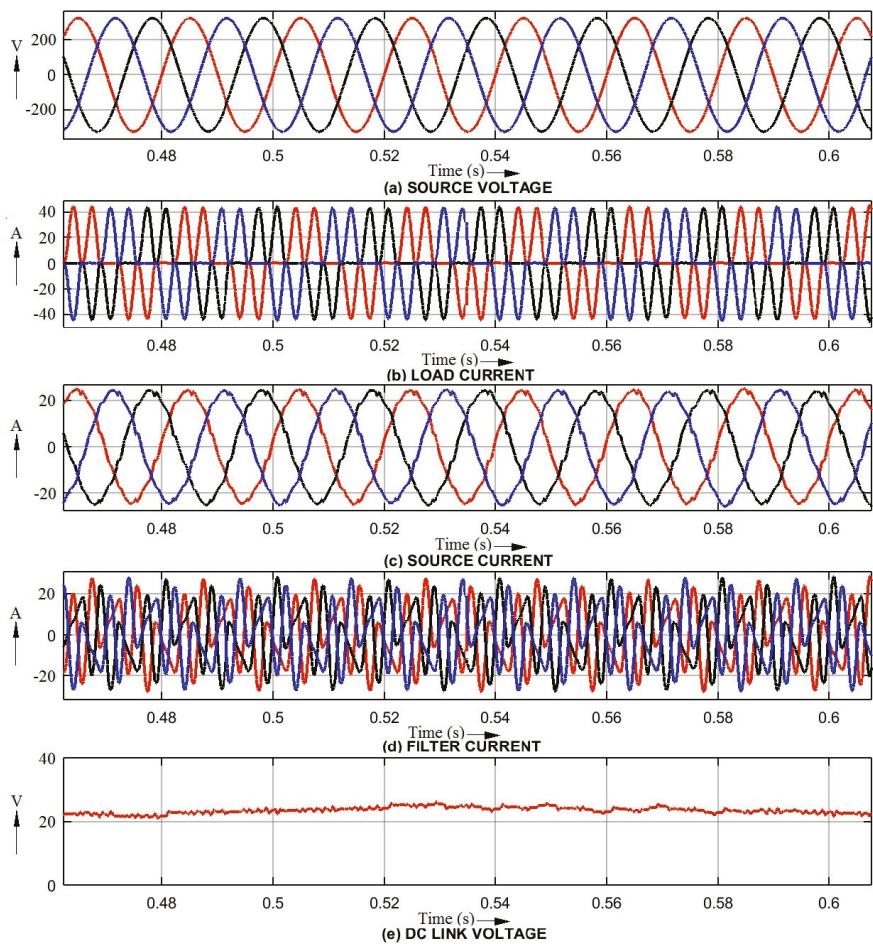 V
200
0
-200
0.48 0.5 0.52 0.54 0.56 0.58 0.6
Time (s)
(a) SOURCE VOLTAGE
A
40
20
0
-20
-40
0.48 0.5 0.52 0.54 0.56 0.58 0.6
Time (s)
(b) LOAD CURRENT
A
20
0
-20
0.48 0.5 0.52 0.54 0.56 0.58 0.6
Time (s)
(c) SOURCE CURRENT
A
20
0
-20
0.48 0.5 0.52 0.54 0.56 0.58 0.6
Time (s)
(d) FILTER CURRENT
40
V
20
0
0.48 0.5 0.52 0.54 0.56 0.58 0.6
Time (s)
(e) DC LINK VOLTAGE